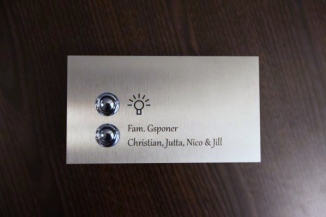 Fam. Gsponer
Christian, Jutta, Nico & Jill